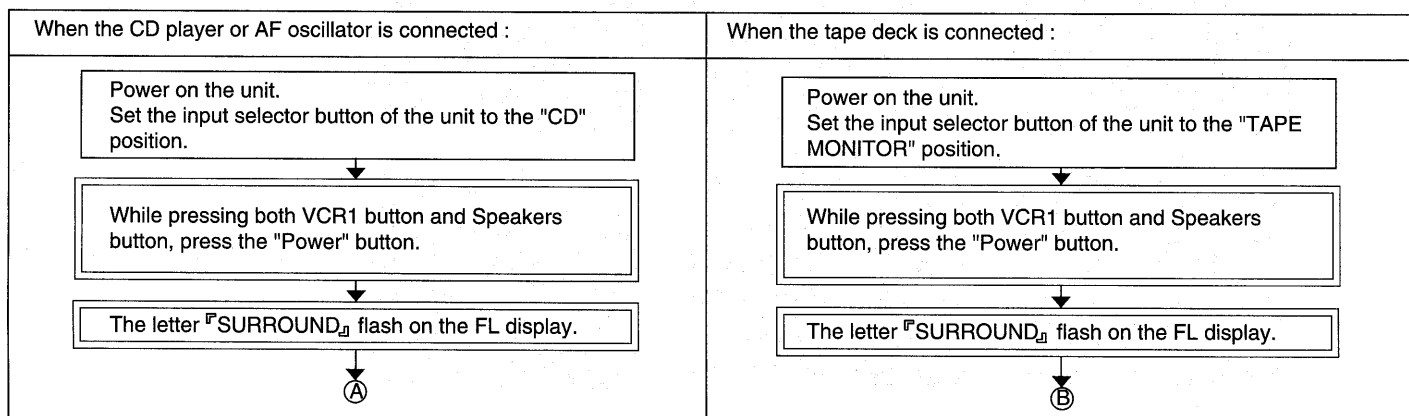 When the CD player or AF oscillator is connected :
Power on the unit.
Set the input selector button of the unit to the "CD"
position.
While pressing both VCR1 button and Speakers
button, press the "Power" button.
The letter『SURROUND』flash on the FL display.
A
When the tape deck is connected :
Power on the unit.
Set the input selector button of the unit to the "TAPE
MONITOR" position.
While pressing both VCR1 button and Speakers
button, press the "Power" button.
The letter『SURROUND』flash on the FL display.
B